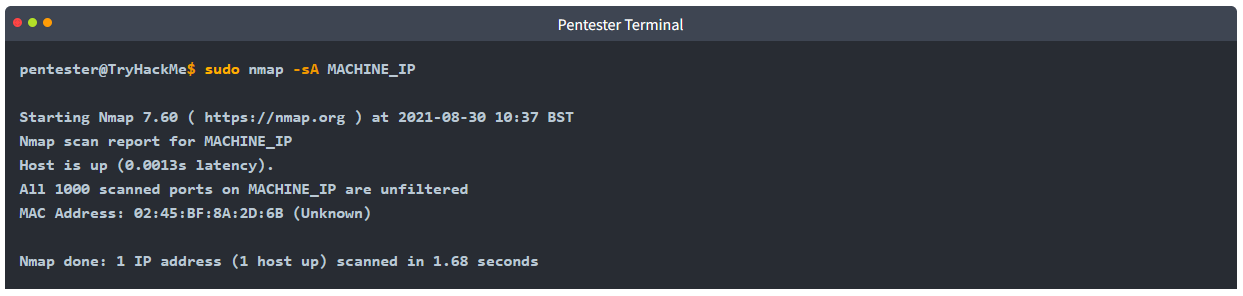 Pentester Terminal
pentester@TryHackMe$ sudo nmap -sA MACHINE_IP
Starting Nmap 7.60 ( https://nmap.org ) at 2021-08-30 10:37 BST
Nmap scan report for MACHINE_IP
Host is up (0.0013s latency).
All 1000 scanned ports on MACHINE_IP are unfiltered
MAC Address: 02:45:BF:8A:2D:6B (Unknown)
Nmap done: 1 IP address (1 host up) scanned in 1.68 seconds